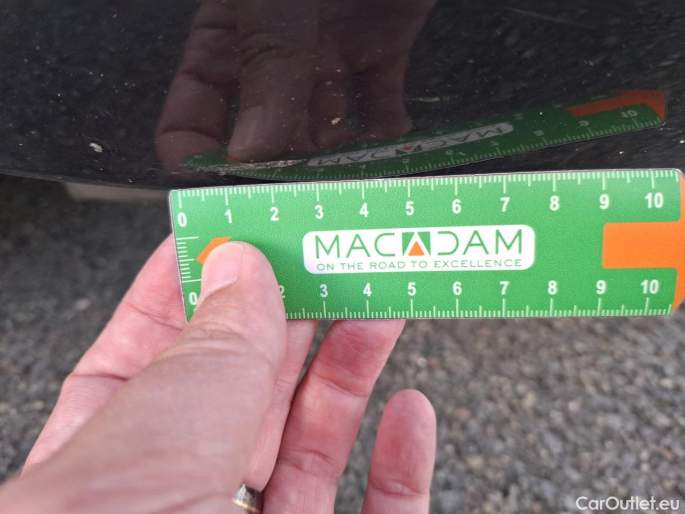 0 1 2 3 4 5 6 7 8 9 10
MACADAM
ON THE ROAD TO EXCELLENCE
0 2 3 4 5 6 7 8 9 10
CarOutlet.eu